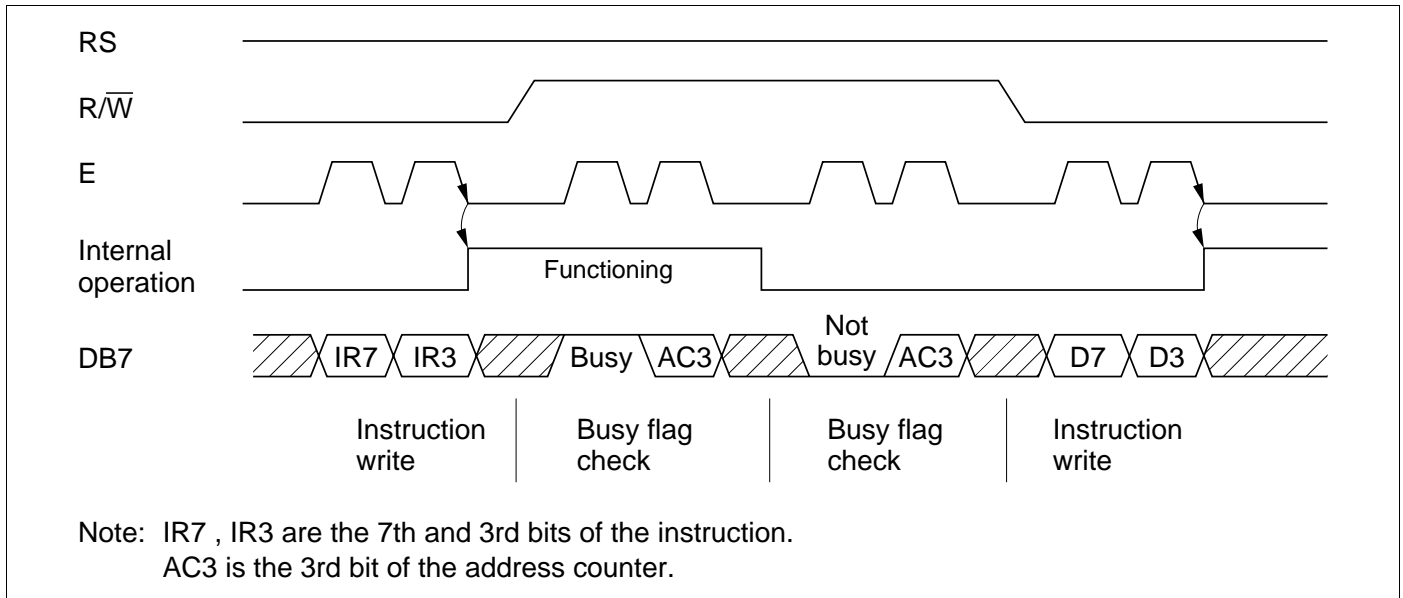 RS
R/W̅
E
Internal
operation
Functioning
DB7
IR7
IR3
Busy
AC3
Not
busy
AC3
D7
D3
Instruction
write
Busy flag
check
Busy flag
check
Instruction
write
Note: IR7 , IR3 are the 7th and 3rd bits of the instruction.
AC3 is the 3rd bit of the address counter.